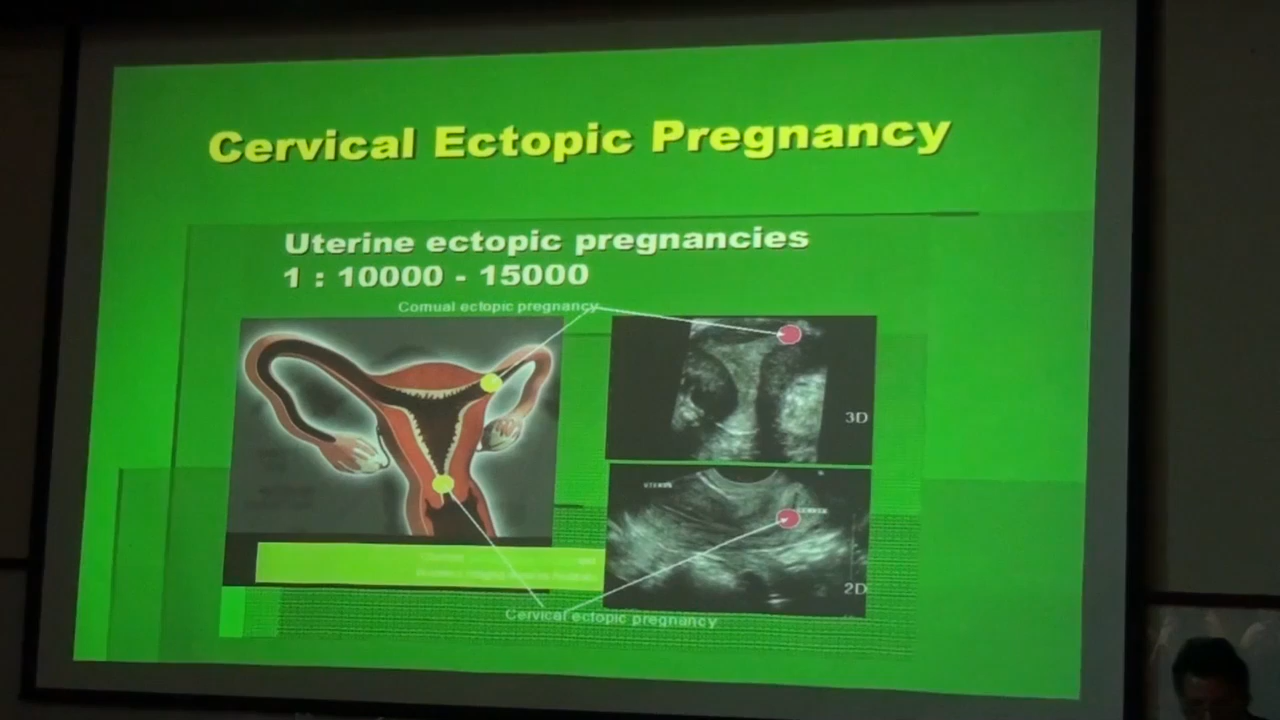 Cervical Ectopic Pregnancy
Uterine ectopic pregnancies
1 : 10000 - 15000
Cornual ectopic pregnancy
3D
UTERUS
CERVIX
2D
Cervical ectopic pregnancy